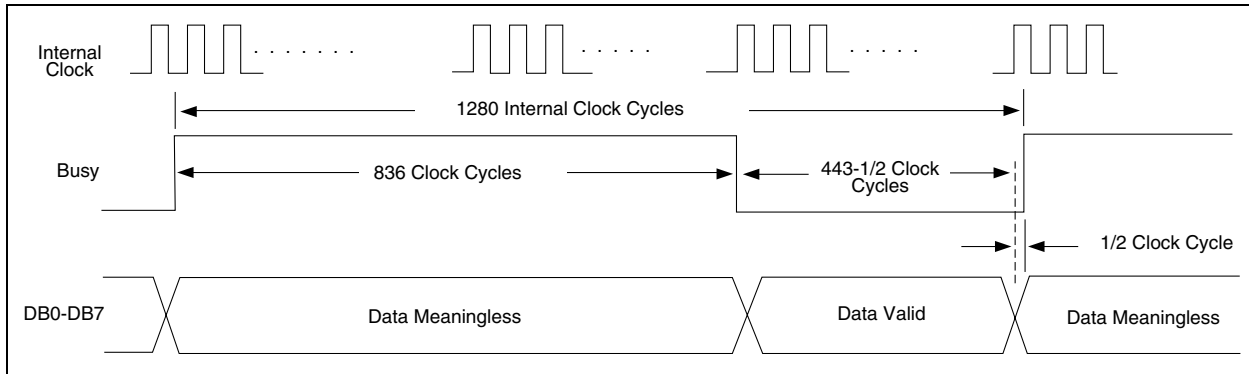 Internal
Clock
1280 Internal Clock Cycles
Busy
836 Clock Cycles
443-1/2 Clock
Cycles
1/2 Clock Cycle
DB0-DB7
Data Meaningless
Data Valid
Data Meaningless